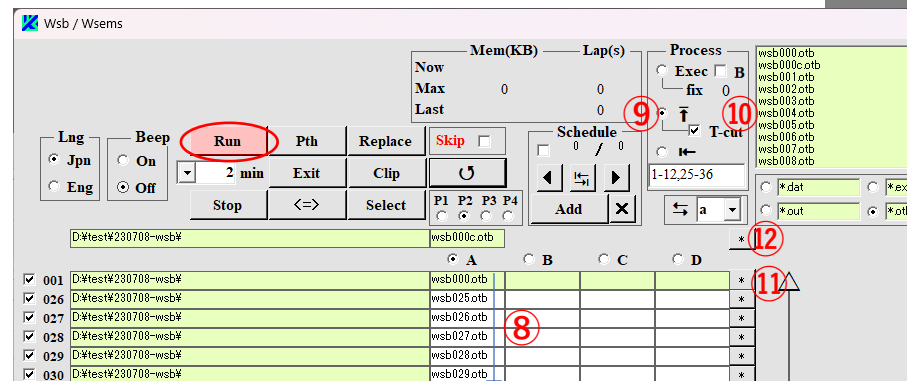 Wsb / Wsems
Mem(KB) Lap(s)
Now
Max 0 0
Last 0
Process
Exec B
fix 0
⑨ ⑩
T-cut
1-12,25-36
a
wsb000.otb
wsb000c.otb
wsb001.otb
wsb002.otb
wsb003.otb
wsb004.otb
wsb005.otb
wsb006.otb
wsb007.otb
wsb008.otb
Lng
Jpn
Eng
Beep
On
Off
Run Pth Replace Skip
2 min Exit Clip
Stop <=> Select
P1 P2 P3 P4
Schedule
0 / 0
Add X
*.dat *.ex
*.out *.otb
D:¥test¥230708-wsb¥ wsb000c.otb * ⑫
A B C D
001 D:¥test¥230708-wsb¥ wsb000.otb * ⑪
026 D:¥test¥230708-wsb¥ wsb025.otb *
027 D:¥test¥230708-wsb¥ wsb026.otb * ⑧
028 D:¥test¥230708-wsb¥ wsb027.otb *
029 D:¥test¥230708-wsb¥ wsb028.otb *
030 D:¥test¥230708-wsb¥ wsb029.otb *